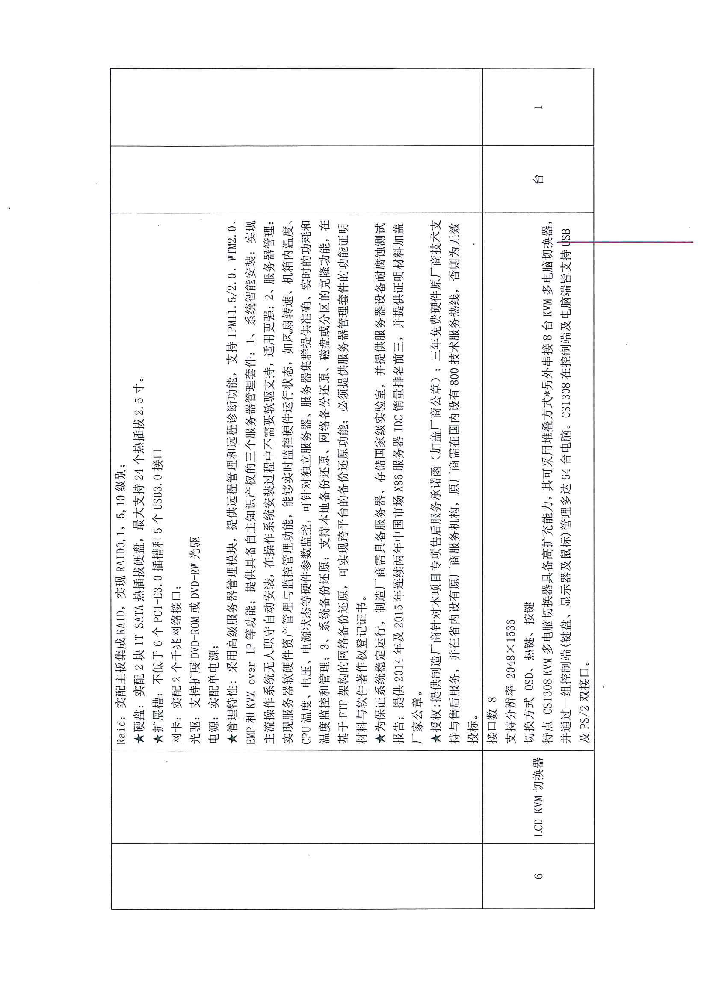 Raid：实配主板集成 RAID，实现 RAID0,1，5,10 级别；
★硬盘：实配 2 块 1T SATA 热插拔硬盘，最大支持 24 个热插拔 2.5 寸。
★扩展槽：不低于 6 个 PCI-E3.0 插槽和 5 个 USB3.0 接口
网卡：实配 2 个千兆网络接口；
光驱：支持扩展 DVD-ROM 或 DVD-RW 光驱
电源：实配单电源；
★管理特性：采用高级服务器管理模块，提供远程管理和远程诊断功能，支持 IPMI1.5/2.0、WfM2.0、
EMP 和 KVM over IP 等功能；提供具备自主知识产权的三个服务器管理套件：1、系统智能安装：实现
主流操作系统无人职守自动安装，在操作系统安装过程中不需要软驱支持，适用更强；2、服务器管理：
实现服务器软硬件资产管理与监控管理功能，能够实时监控硬件运行状态，如风扇转速、机箱内温度、
CPU 温度、电压、电源状态等硬件参数监控，可针对独立服务器、服务器集群提供准确、实时的功耗和
温度监控和管理；3、系统备份还原：支持本地备份还原、网络备份还原、磁盘或分区的克隆功能，在
基于 FTP 架构的网络备份还原，可实现跨平台的备份还原功能；必须提供服务器管理套件的功能证明
材料与软件著作权登记证书。
★为保证系统稳定运行，制造厂商需具备服务器、存储国家级实验室，并提供服务器设备耐腐蚀测试
报告；提供 2014 年及 2015 年连续两年中国市场 X86 服务器 IDC 销量排名前三，并提供证明材料加盖
厂家公章。
★授权:提供制造厂商针对本项目专项售后服务承诺函（加盖厂商公章）；三年免费硬件原厂商技术支
持与售后服务，并在省内设有原厂商服务机构，原厂商需在国内设有 800 技术服务热线，否则为无效
投标。
6
LCD KVM 切换器
接口数 8
支持分辨率 2048×1536
切换方式 OSD、热键、按键
特点 CS1308 KVM 多电脑切换器具备高扩充能力，其可采用堆叠方式*另外串接 8 台 KVM 多电脑切换器，
并通过一组控制端(键盘、显示器及鼠标)管理多达 64 台电脑。CS1308 在控制端及电脑端皆支持 USB
及 PS/2 双接口。
台
1